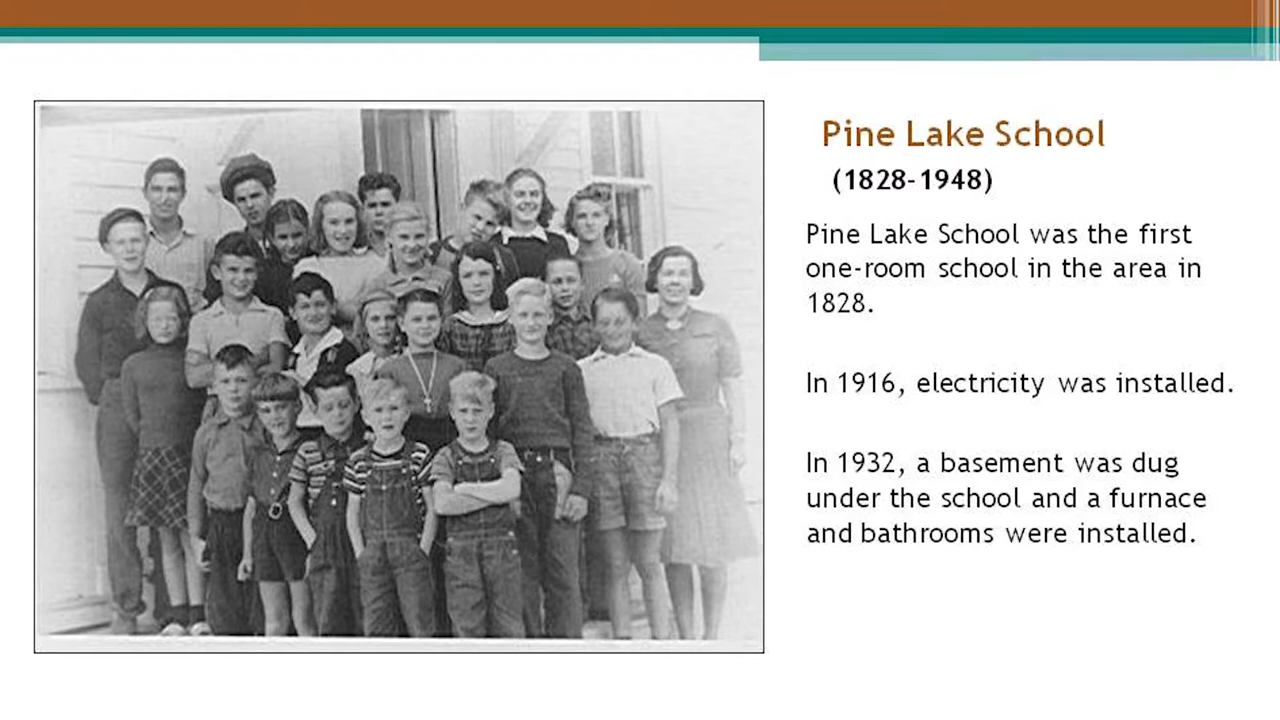 Pine Lake School
(1828-1948)
Pine Lake School was the first
one-room school in the area in
1828.
In 1916, electricity was installed.
In 1932, a basement was dug
under the school and a furnace
and bathrooms were installed.